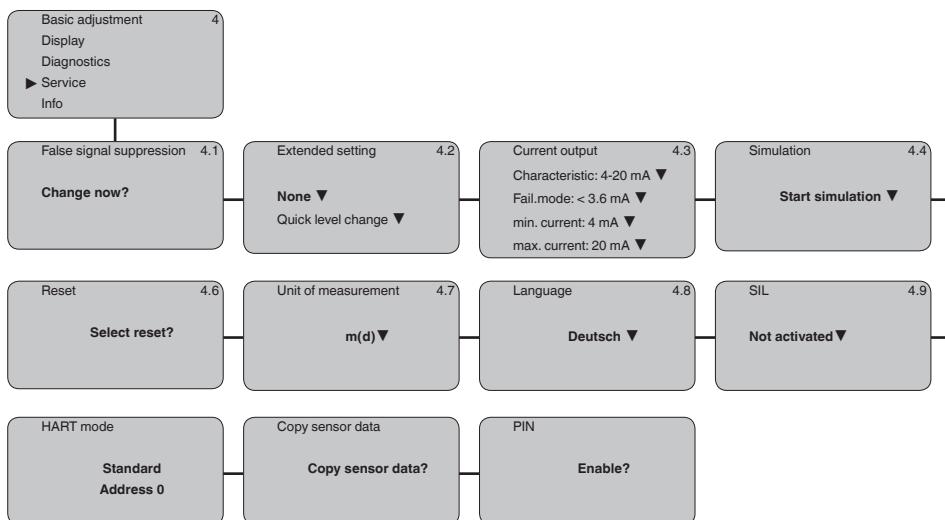 Basic adjustment 4
Display
Diagnostics
▶ Service
Info
False signal suppression 4.1
Change now?
Extended setting 4.2
None ▼
Quick level change ▼
Current output 4.3
Characteristic: 4-20 mA ▼
Fail.mode: < 3.6 mA ▼
min. current: 4 mA ▼
max. current: 20 mA ▼
Simulation 4.4
Start simulation ▼
Reset 4.6
Select reset?
Unit of measurement 4.7
m(d) ▼
Language 4.8
Deutsch ▼
SIL 4.9
Not activated ▼
HART mode
Standard
Address 0
Copy sensor data
Copy sensor data?
PIN
Enable?